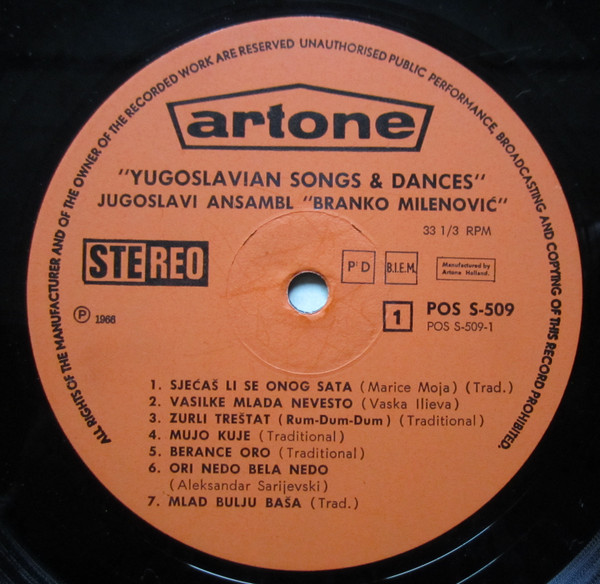 ALL RIGHTS OF THE MANUFACTURER AND OF THE OWNER OF THE RECORDED WORK ARE RESERVED UNAUTHORISED PUBLIC PERFORMANCE, BROADCASTING AND COPYING OF THIS RECORD PROHIBITED.
artone
"YUGOSLAVIAN SONGS & DANCES"
JUGOSLAVI ANSAMBL "BRANKO MILENOVIĆ"
33 1/3 RPM
STEREO
P'D
B.I.E.M.
Manufactured by
Artone Holland.
℗ 1966
1
POS S-509
POS S-509-1
1. SJEĆAŠ LI SE ONOG SATA (Marice Moja) (Trad.)
2. VASILKE MLADA NEVESTO (Vaska Ilieva)
3. ZURLI TREŠTAT (Rum-Dum-Dum) (Traditional)
4. MUJO KUJE (Traditional)
5. BERANCE ORO (Traditional)
6. ORI NEDO BELA NEDO
(Aleksandar Sarijevski)
7. MLAD BULJU BAŠA (Trad.)